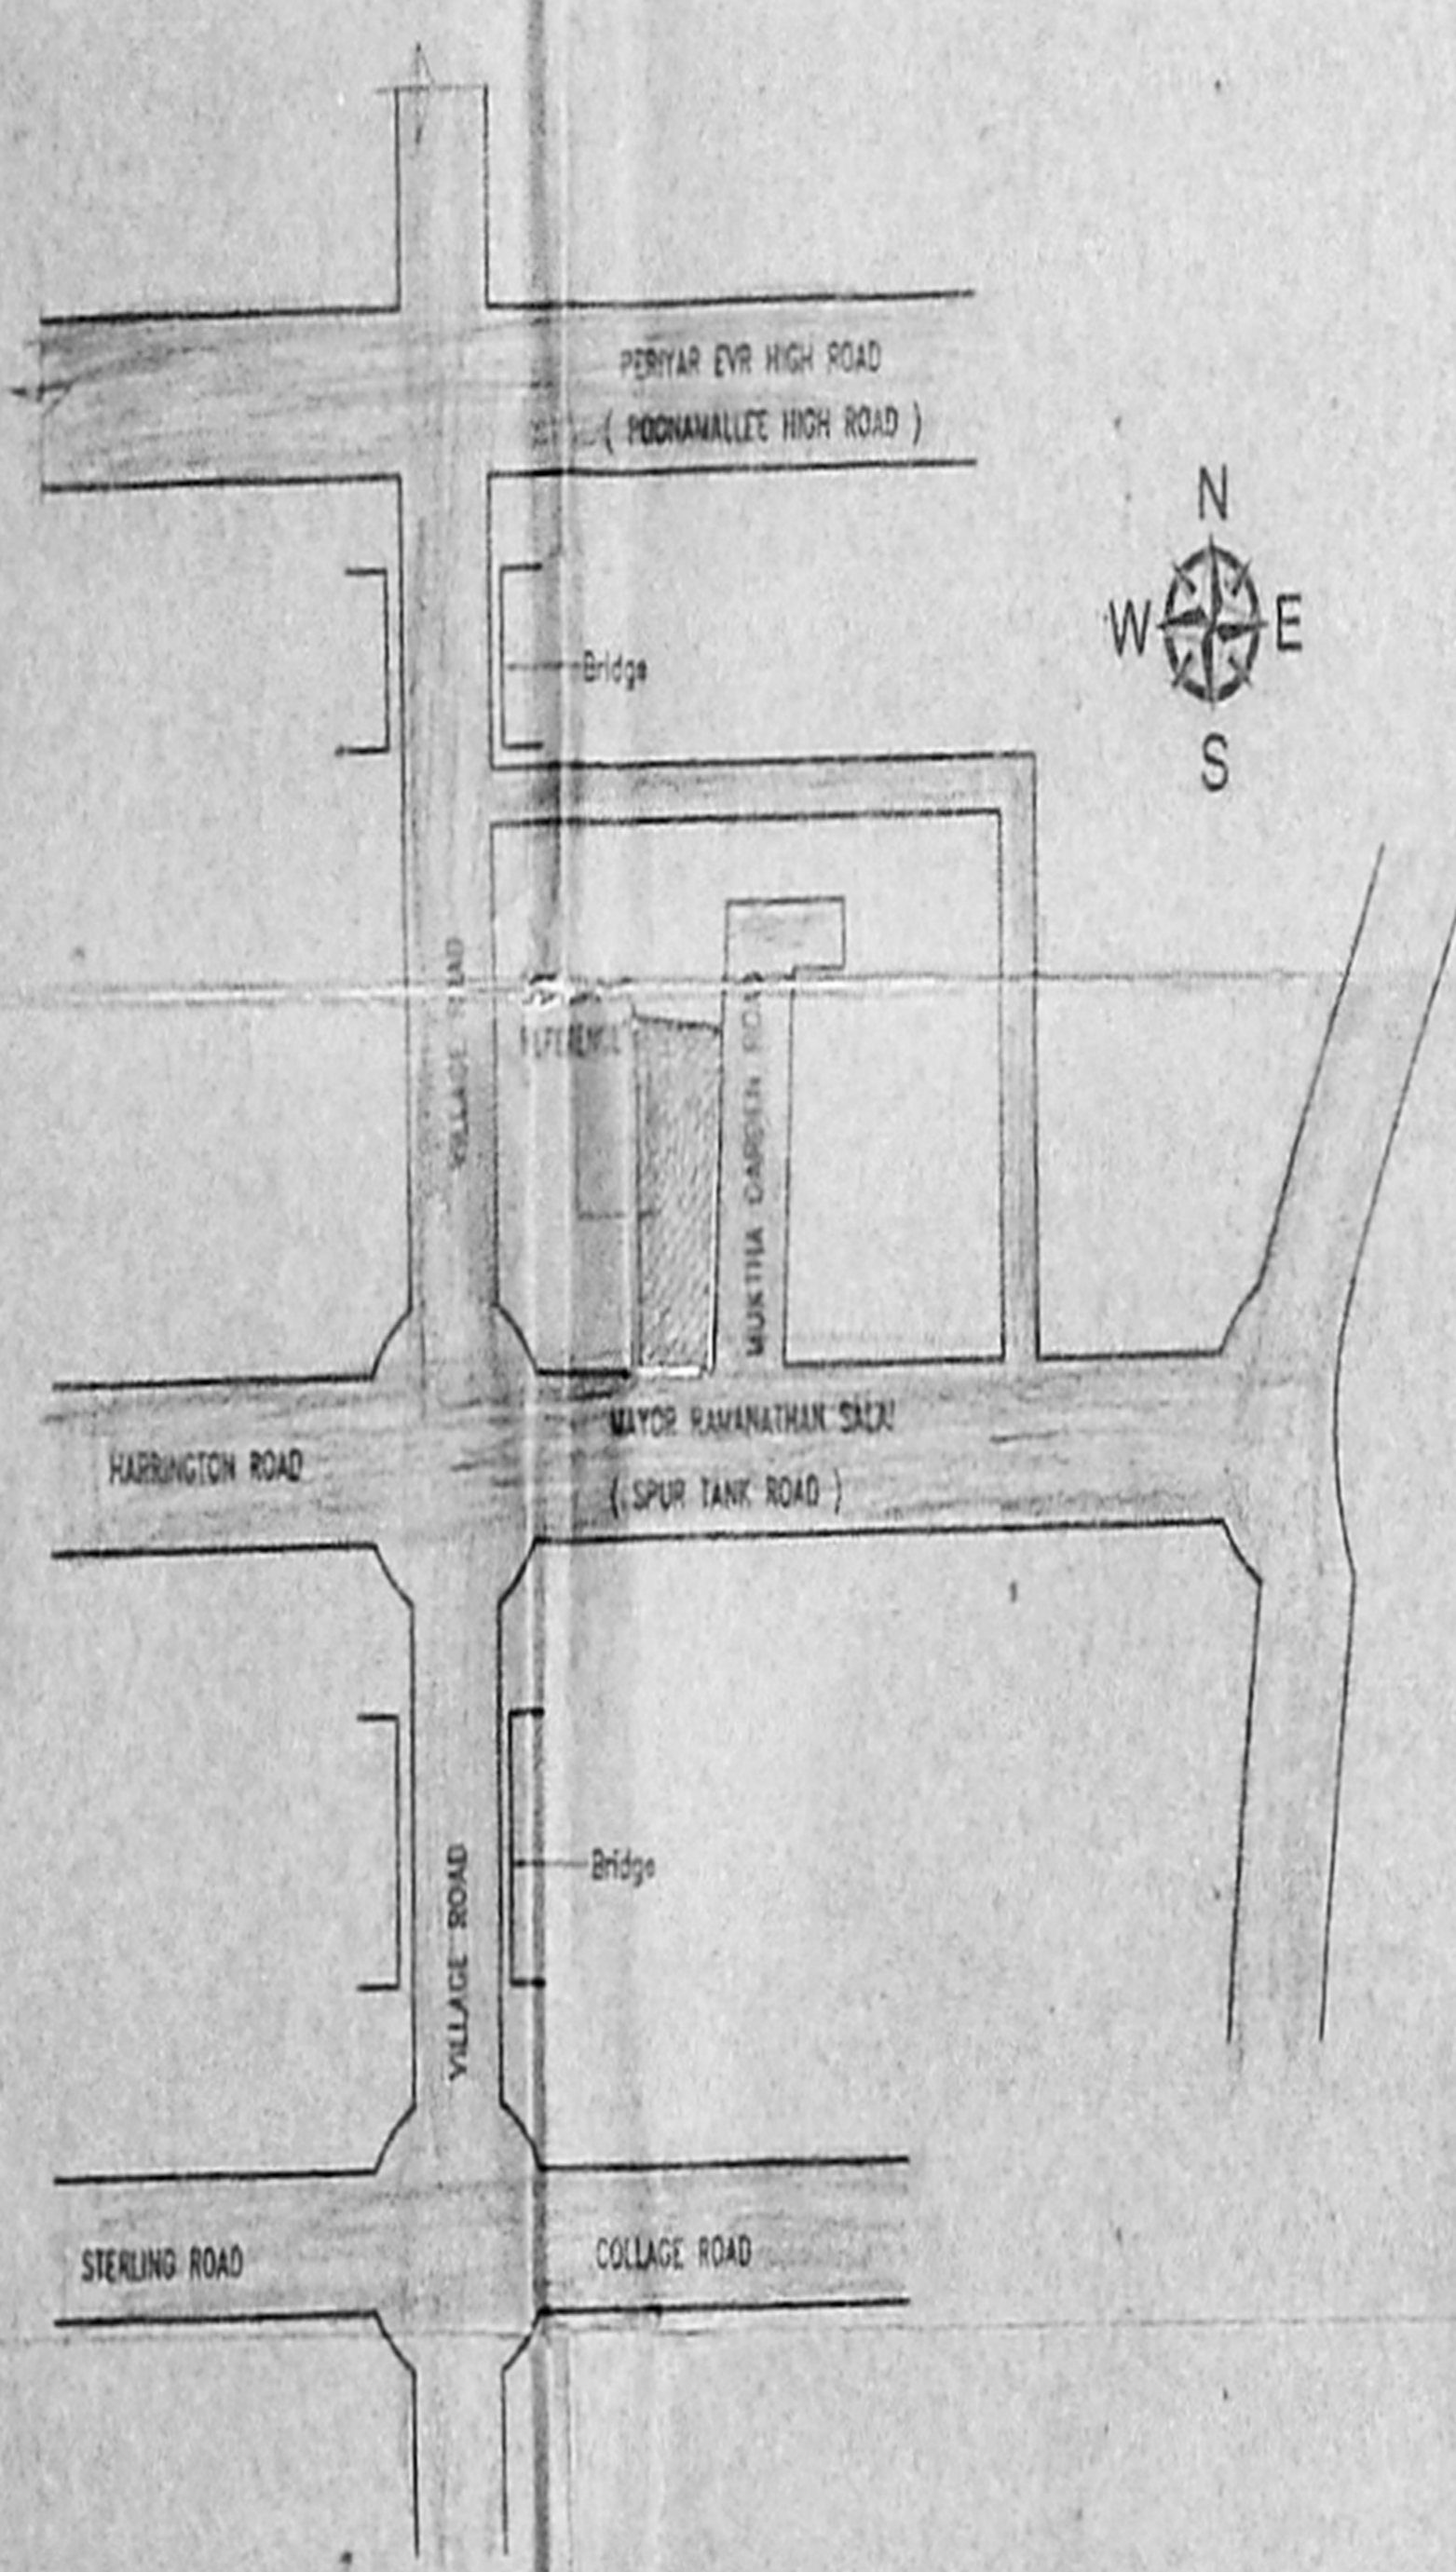 PERIYAR EVR HIGH ROAD
( POONAMALLEE HIGH ROAD )
N
W E
S
Bridge
VILLAGE ROAD
REFERENCE
MUKTHA GARDEN ROAD
MAYOR RAMANATHAN SALAI
( SPUR TANK ROAD )
HARRINGTON ROAD
Bridge
VILLAGE ROAD
STERLING ROAD
COLLAGE ROAD